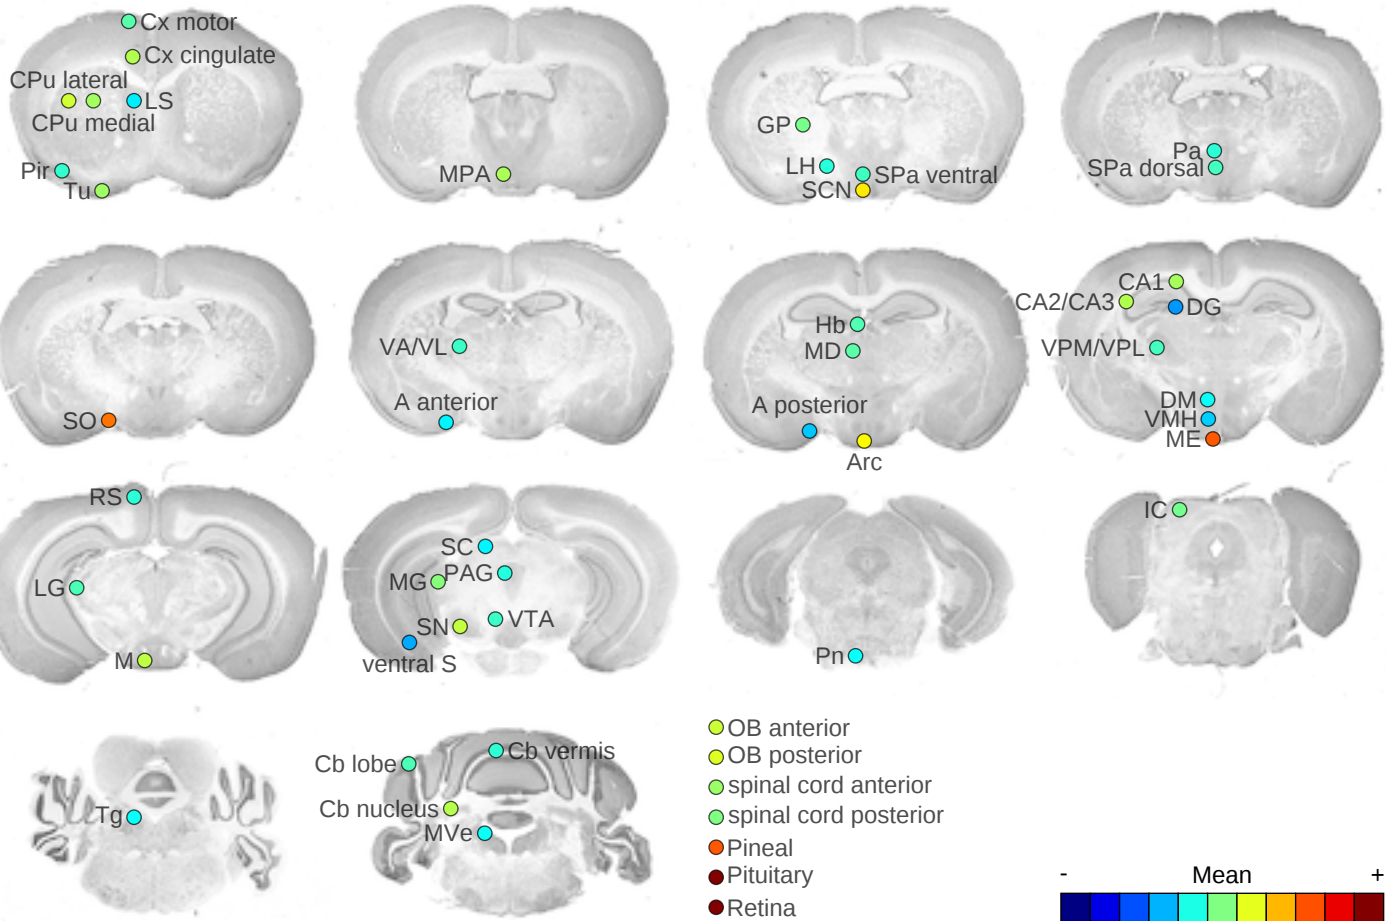 Cx motor
Cx cingulate
CPu lateral
LS
CPu medial
Pir
Tu
MPA
GP
LH
SPa ventral
SCN
Pa
SPa dorsal
SO
VA/VL
A anterior
Hb
MD
A posterior
Arc
CA1
CA2/CA3
DG
VPM/VPL
DM
VMH
ME
RS
LG
M
SC
PAG
MG
VTA
SN
ventral S
Pn
IC
Tg
Cb vermis
Cb lobe
Cb nucleus
MVe
OB anterior
OB posterior
spinal cord anterior
spinal cord posterior
Pineal
Pituitary
Retina
- Mean +